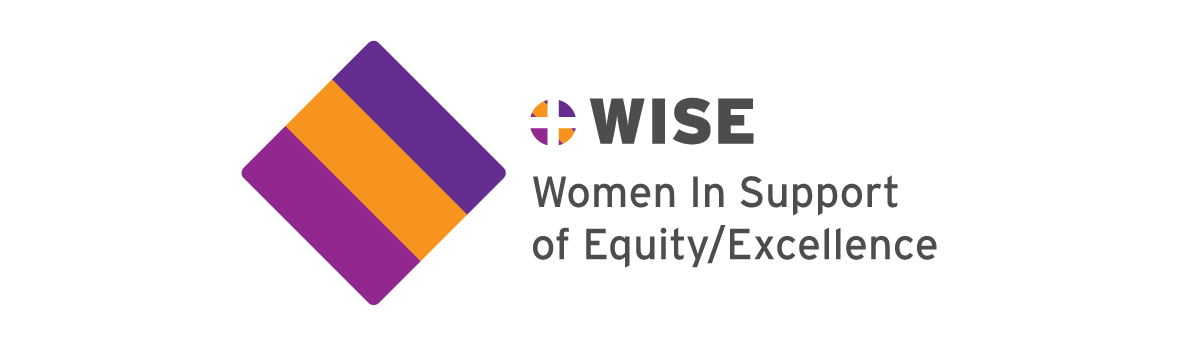 WISE
Women In Support
of Equity/Excellence